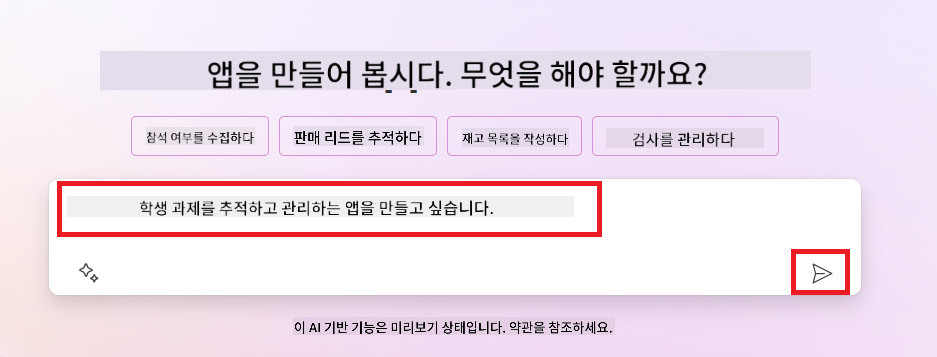 앱을 만들어 봅시다. 무엇을 해야 할까요?
참석 여부를 수집하다
판매 리드를 추적하다
재고 목록을 작성하다
검사를 관리하다
학생 과제를 추적하고 관리하는 앱을 만들고 싶습니다.
이 AI 기반 기능은 미리보기 상태입니다. 약관을 참조하세요.